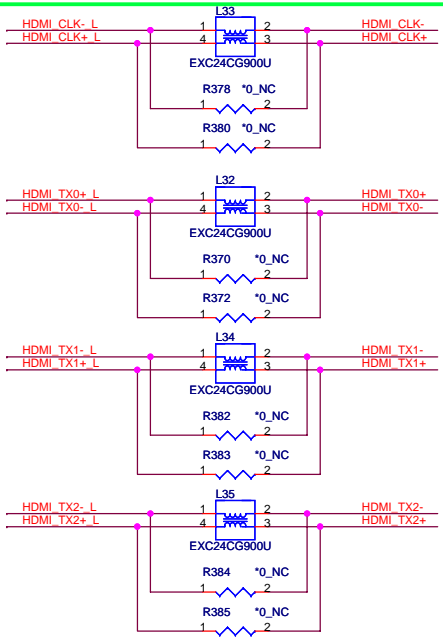 L33
HDMI_CLK-_L 1 2 HDMI_CLK-
HDMI_CLK+_L 4 3 HDMI_CLK+
EXC24CG900U
R378 *0_NC
1 2
R380 *0_NC
1 2
L32
HDMI_TX0+_L 1 2 HDMI_TX0+
HDMI_TX0-_L 4 3 HDMI_TX0-
EXC24CG900U
R370 *0_NC
1 2
R372 *0_NC
1 2
L34
HDMI_TX1-_L 1 2 HDMI_TX1-
HDMI_TX1+_L 4 3 HDMI_TX1+
EXC24CG900U
R382 *0_NC
1 2
R383 *0_NC
1 2
L35
HDMI_TX2-_L 1 2 HDMI_TX2-
HDMI_TX2+_L 4 3 HDMI_TX2+
EXC24CG900U
R384 *0_NC
1 2
R385 *0_NC
1 2